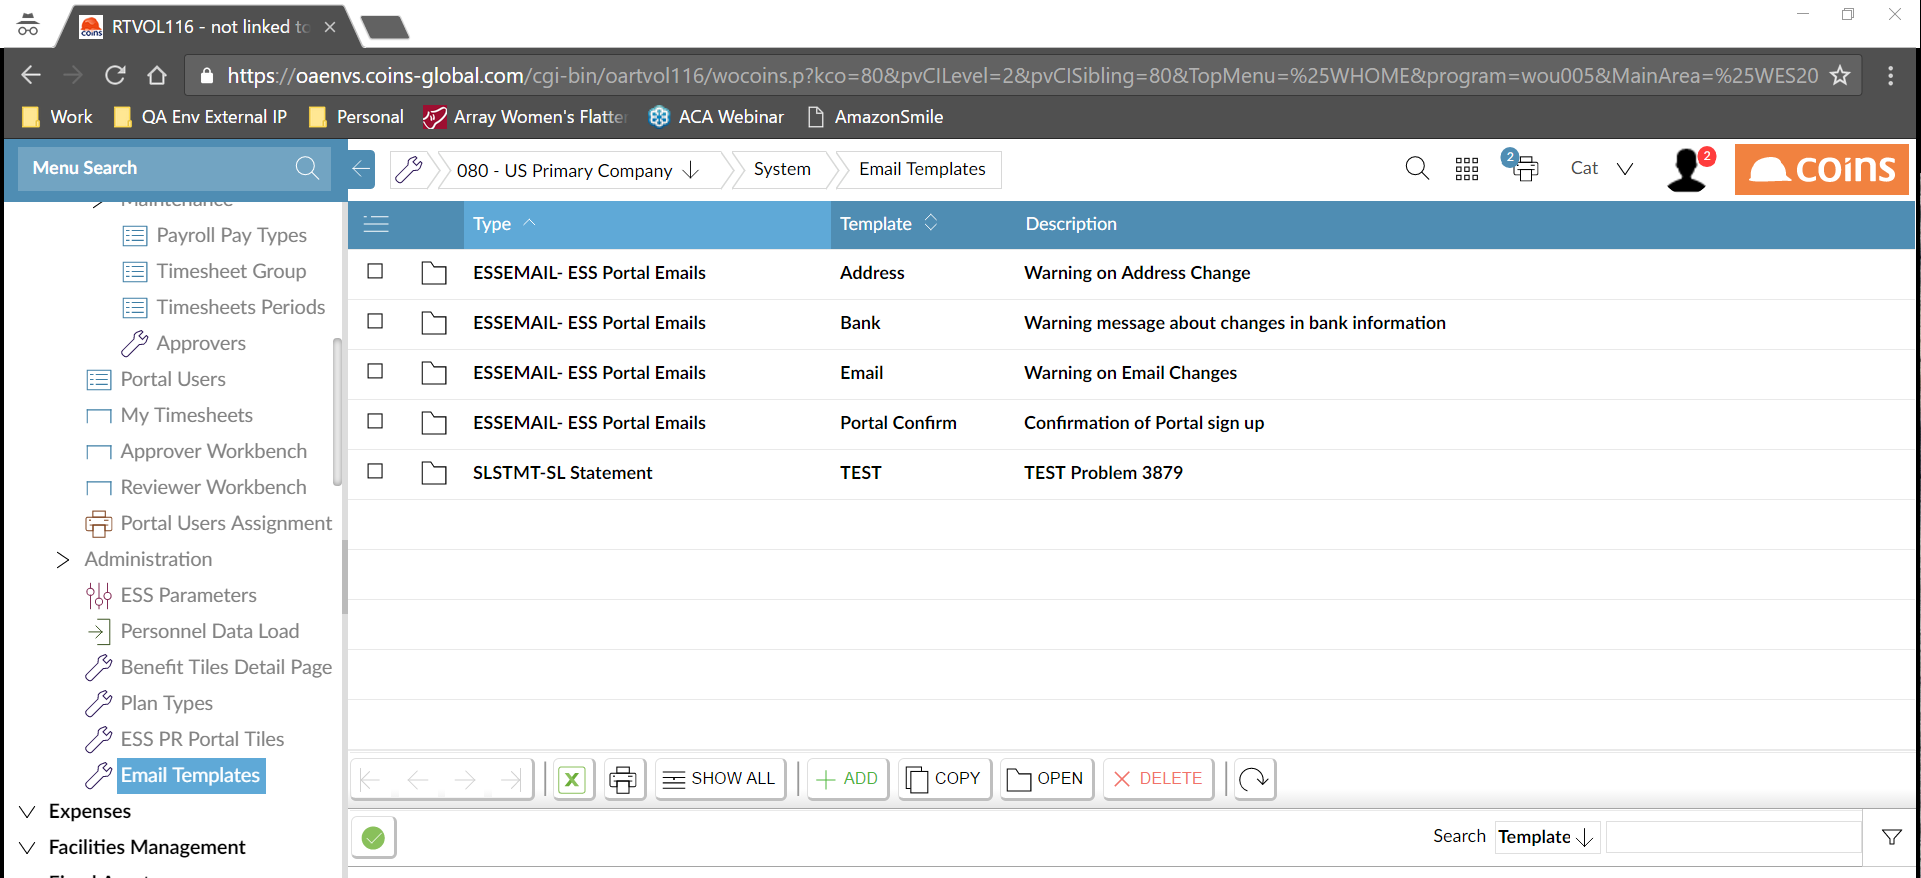 RTVOL116 - not linked to
https://oaenvs.coins-global.com/cgi-bin/oartvol116/wocoins.p?kco=80&pvCILevel=2&pvCISibling=80&TopMenu=%25WHOME&program=wou005&MainArea=%25WES20
Work QA Env External IP Personal Array Women's Flatte ACA Webinar AmazonSmile
Menu Search
080 - US Primary Company System Email Templates
2 Cat 2 coins
Maintenance
Payroll Pay Types
Timesheet Group
Timesheets Periods
Approvers
Portal Users
My Timesheets
Approver Workbench
Reviewer Workbench
Portal Users Assignment
Administration
ESS Parameters
Personnel Data Load
Benefit Tiles Detail Page
Plan Types
ESS PR Portal Tiles
Email Templates
Expenses
Facilities Management
Type Template Description
ESSEMAIL- ESS Portal Emails Address Warning on Address Change
ESSEMAIL- ESS Portal Emails Bank Warning message about changes in bank information
ESSEMAIL- ESS Portal Emails Email Warning on Email Changes
ESSEMAIL- ESS Portal Emails Portal Confirm Confirmation of Portal sign up
SLSTMT-SL Statement TEST TEST Problem 3879
SHOW ALL ADD COPY OPEN DELETE
Search Template